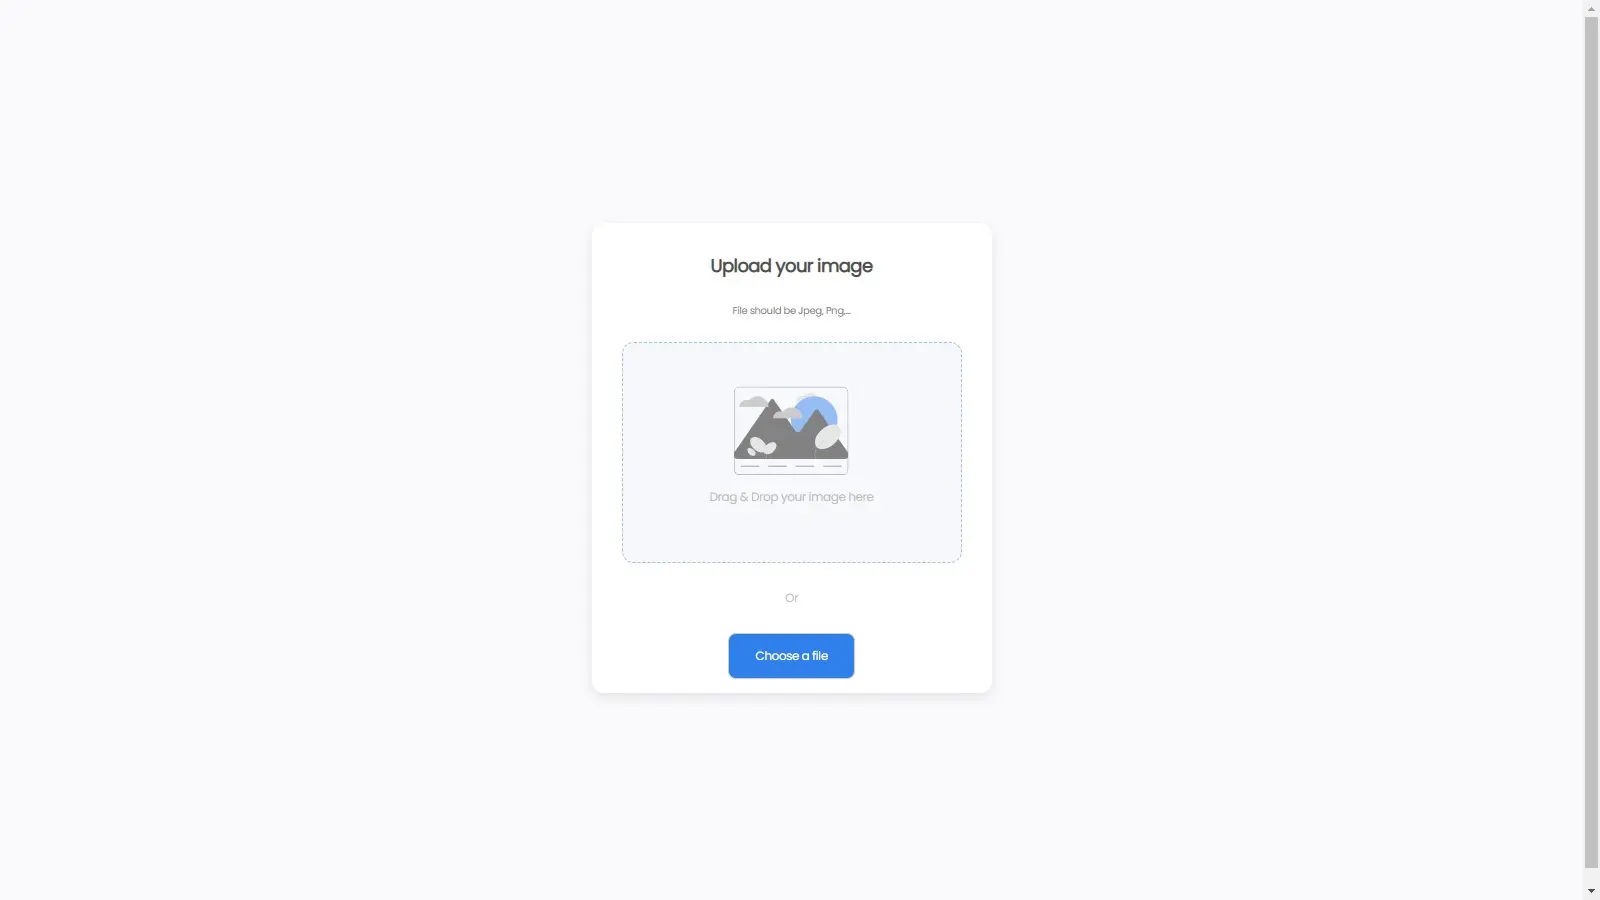 Upload your image
File should be Jpeg, Png,...
Drag & Drop your image here
Or
Choose a file